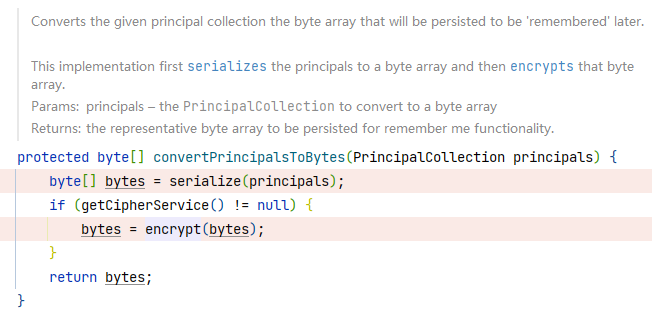 Converts the given principal collection the byte array that will be persisted to be 'remembered' later.
This implementation first serializes the principals to a byte array and then encrypts that byte
array.
Params: principals – the PrincipalCollection to convert to a byte array
Returns: the representative byte array to be persisted for remember me functionality.
protected byte[] convertPrincipalsToBytes(PrincipalCollection principals) {
    byte[] bytes = serialize(principals);
    if (getCipherService() != null) {
        bytes = encrypt(bytes);
    }
    return bytes;
}